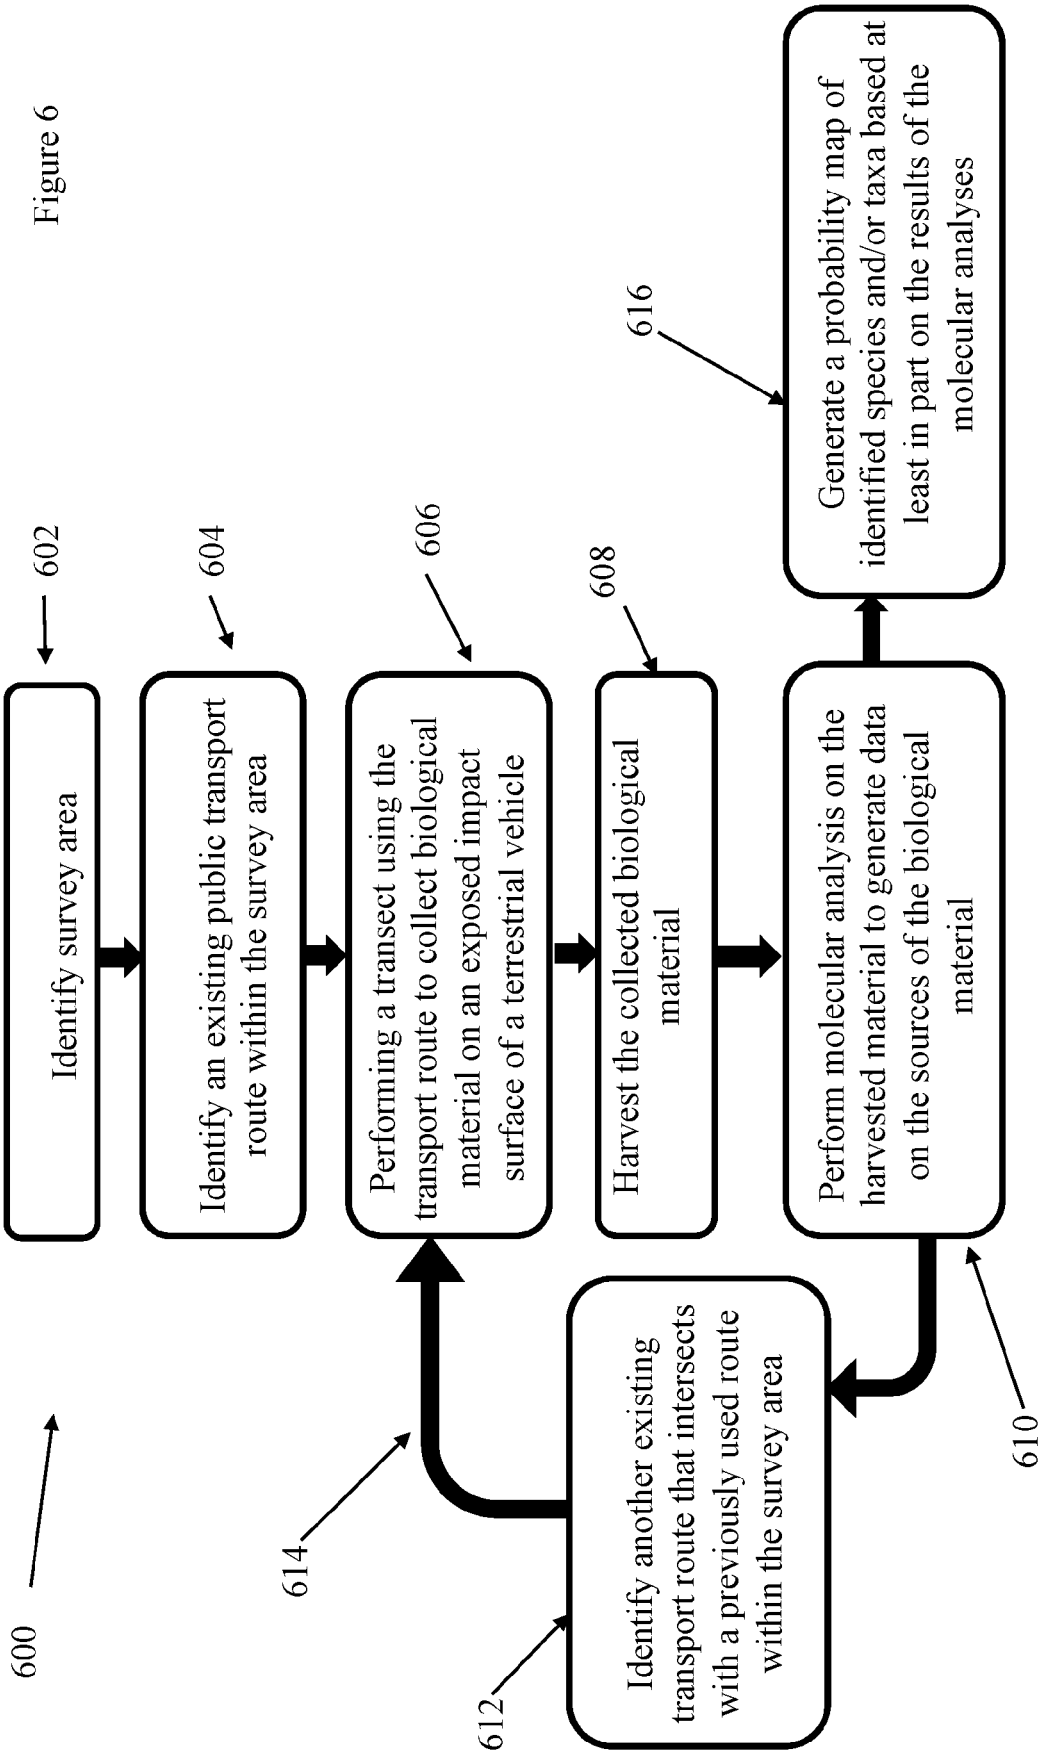 Figure 6
600
Identify survey area
602
Identify an existing public transport
route within the survey area
604
Performing a transect using the
transport route to collect biological
material on an exposed impact
surface of a terrestrial vehicle
606
614
Harvest the collected biological
material
608
612
Identify another existing
transport route that intersects
with a previously used route
within the survey area
Perform molecular analysis on the
harvested material to generate data
on the sources of the biological
material
610
616
Generate a probability map of
identified species and/or taxa based at
least in part on the results of the
molecular analyses